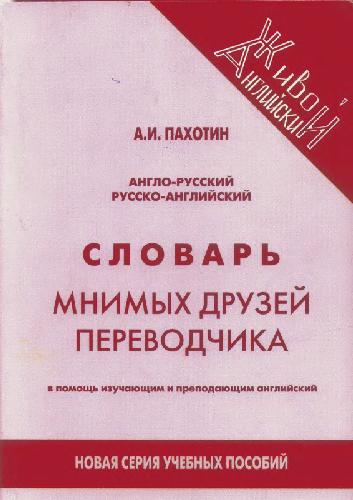 Живой
Английский
А.И. ПАХОТИН
АНГЛО-РУССКИЙ
РУССКО-АНГЛИЙСКИЙ
СЛОВАРЬ
МНИМЫХ ДРУЗЕЙ
ПЕРЕВОДЧИКА
в помощь изучающим и преподающим английский
НОВАЯ СЕРИЯ УЧЕБНЫХ ПОСОБИЙ